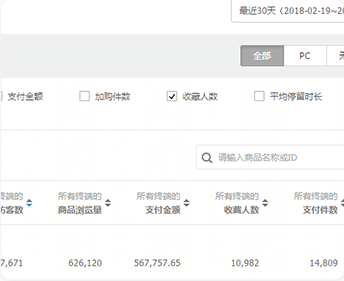 最近30天（2018-02-19~20
全部 PC 无
支付金额 加购件数 收藏人数 平均停留时长
请输入商品名称或ID
终端的 所有终端的 所有终端的 所有终端的 所有终端的
访客数 商品浏览量 支付金额 收藏人数 支付件数
7,671 626,120 567,757.65 10,982 14,809